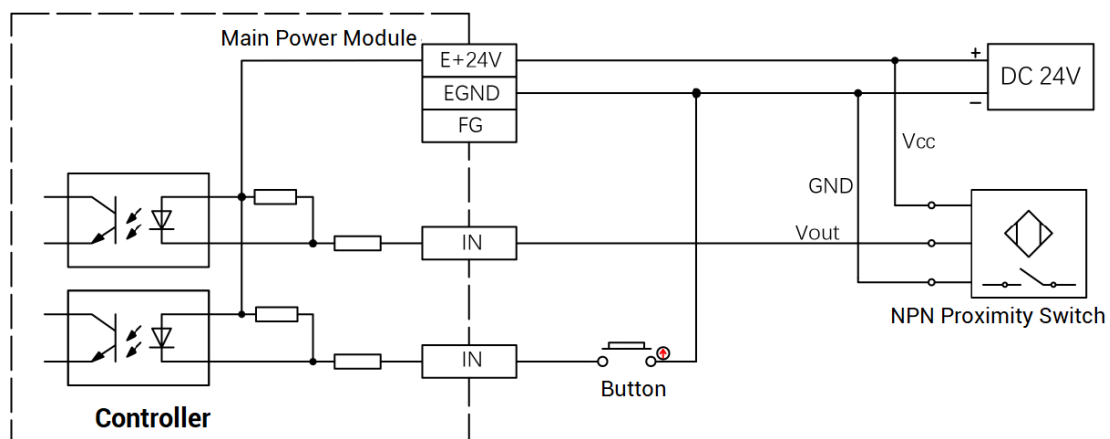 Main Power Module
E+24V
EGND
FG
+
−
DC 24V
Vcc
GND
Vout
IN
NPN Proximity Switch
IN
Button
Controller